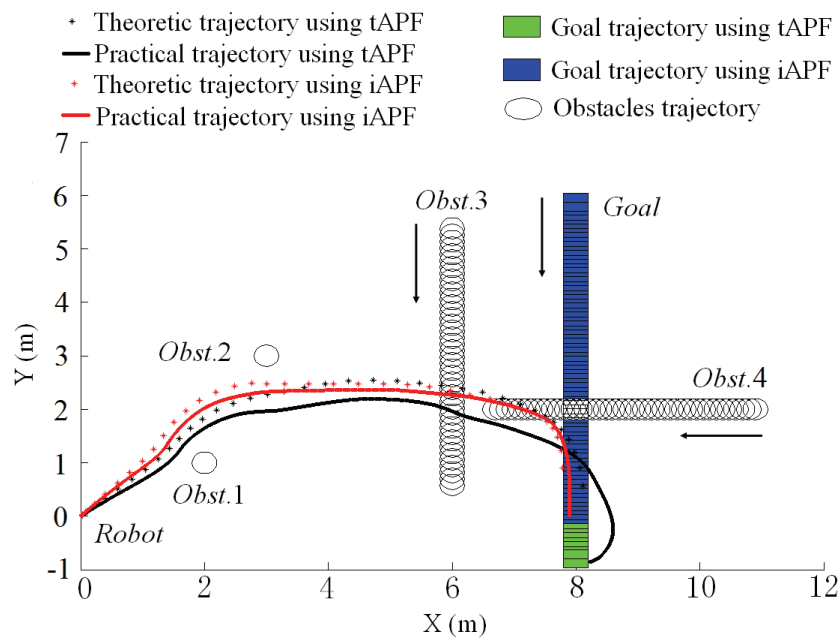 Theoretic trajectory using tAPF
Practical trajectory using tAPF
Theoretic trajectory using iAPF
Practical trajectory using iAPF
Goal trajectory using tAPF
Goal trajectory using iAPF
Obstacles trajectory
7
6
5
4
3
2
1
0
-1
Y (m)
Obst.3
Goal
Obst.2
Obst.4
Obst.1
Robot
0
2
4
6
8
10
12
X (m)